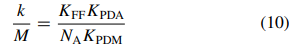 k/M = K_FF K_PDA / N_A K_PDM (10)